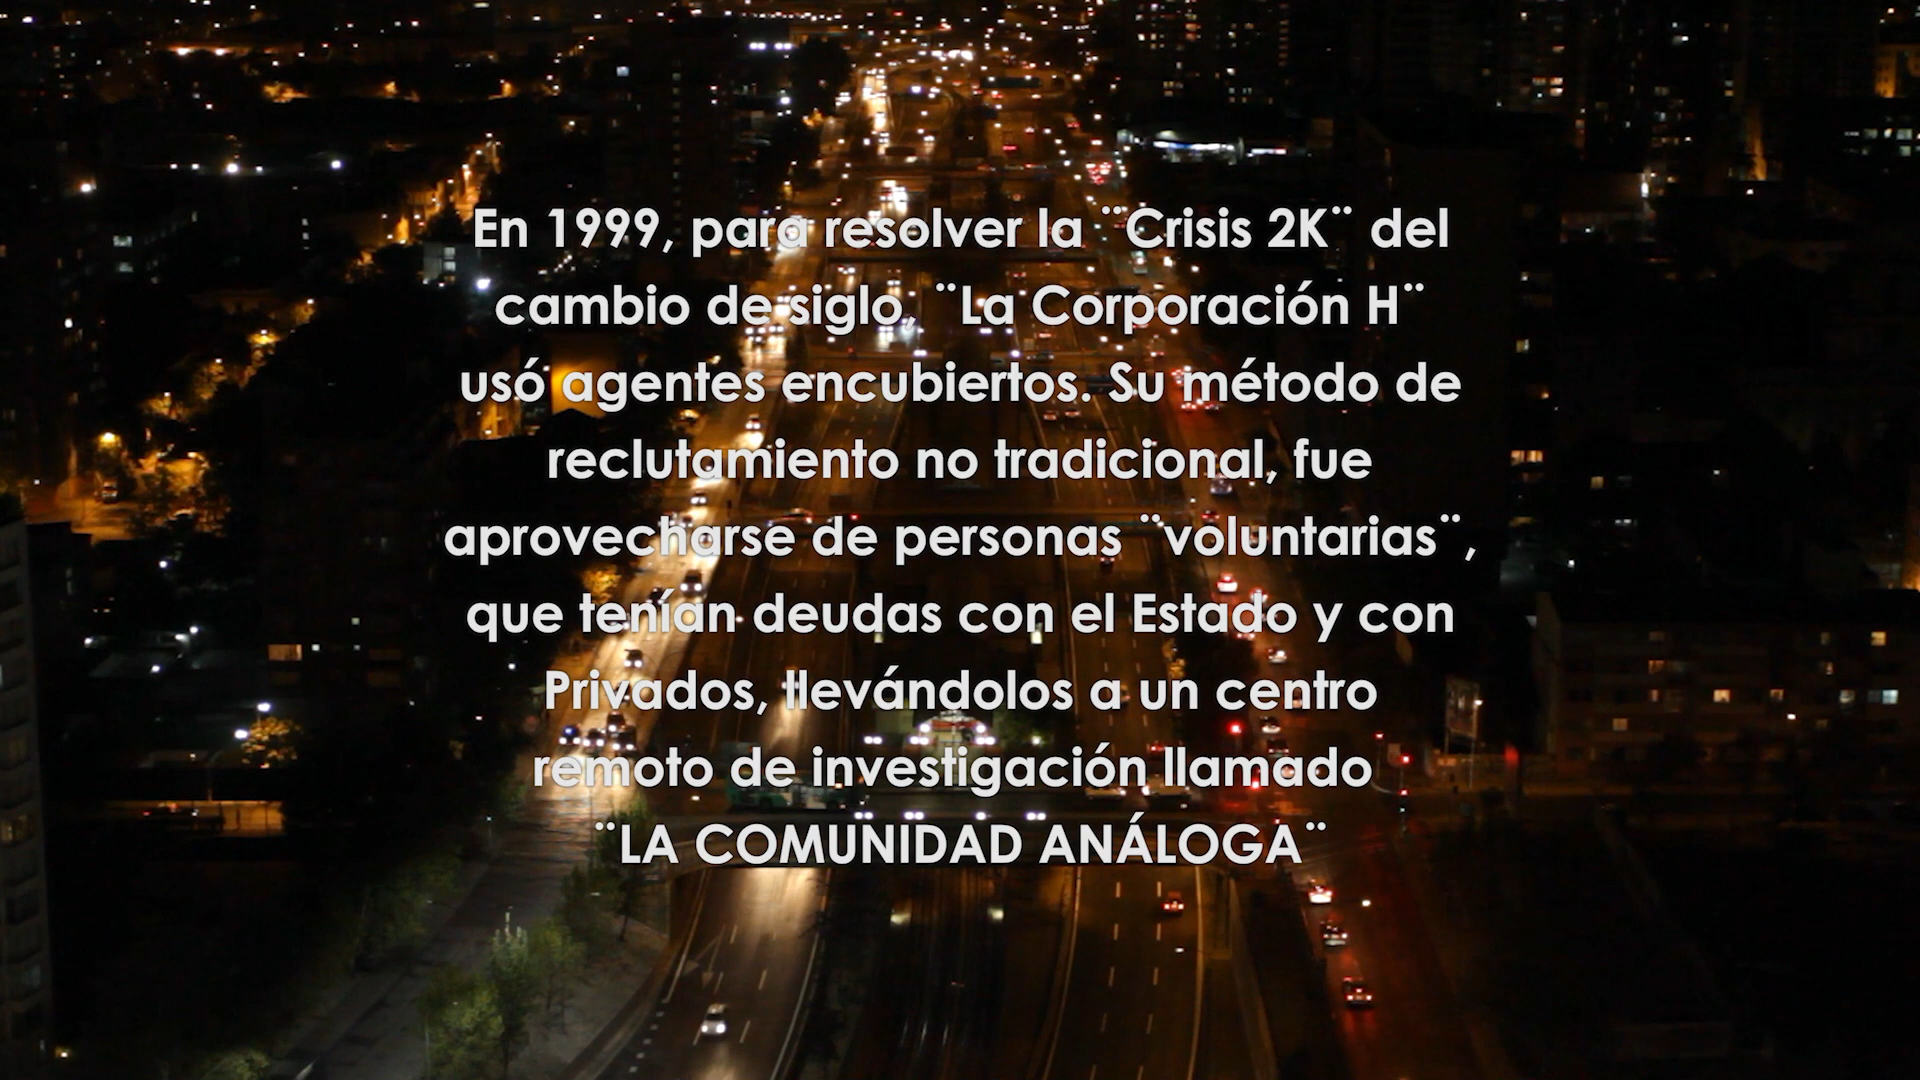 En 1999, para resolver la ¨Crisis 2K¨ del
cambio de siglo, ¨La Corporación H¨
usó agentes encubiertos. Su método de
reclutamiento no tradicional, fue
aprovecharse de personas ¨voluntarias¨,
que tenían deudas con el Estado y con
Privados, llevándolos a un centro
remoto de investigación llamado
¨LA COMUNIDAD ANÁLOGA¨